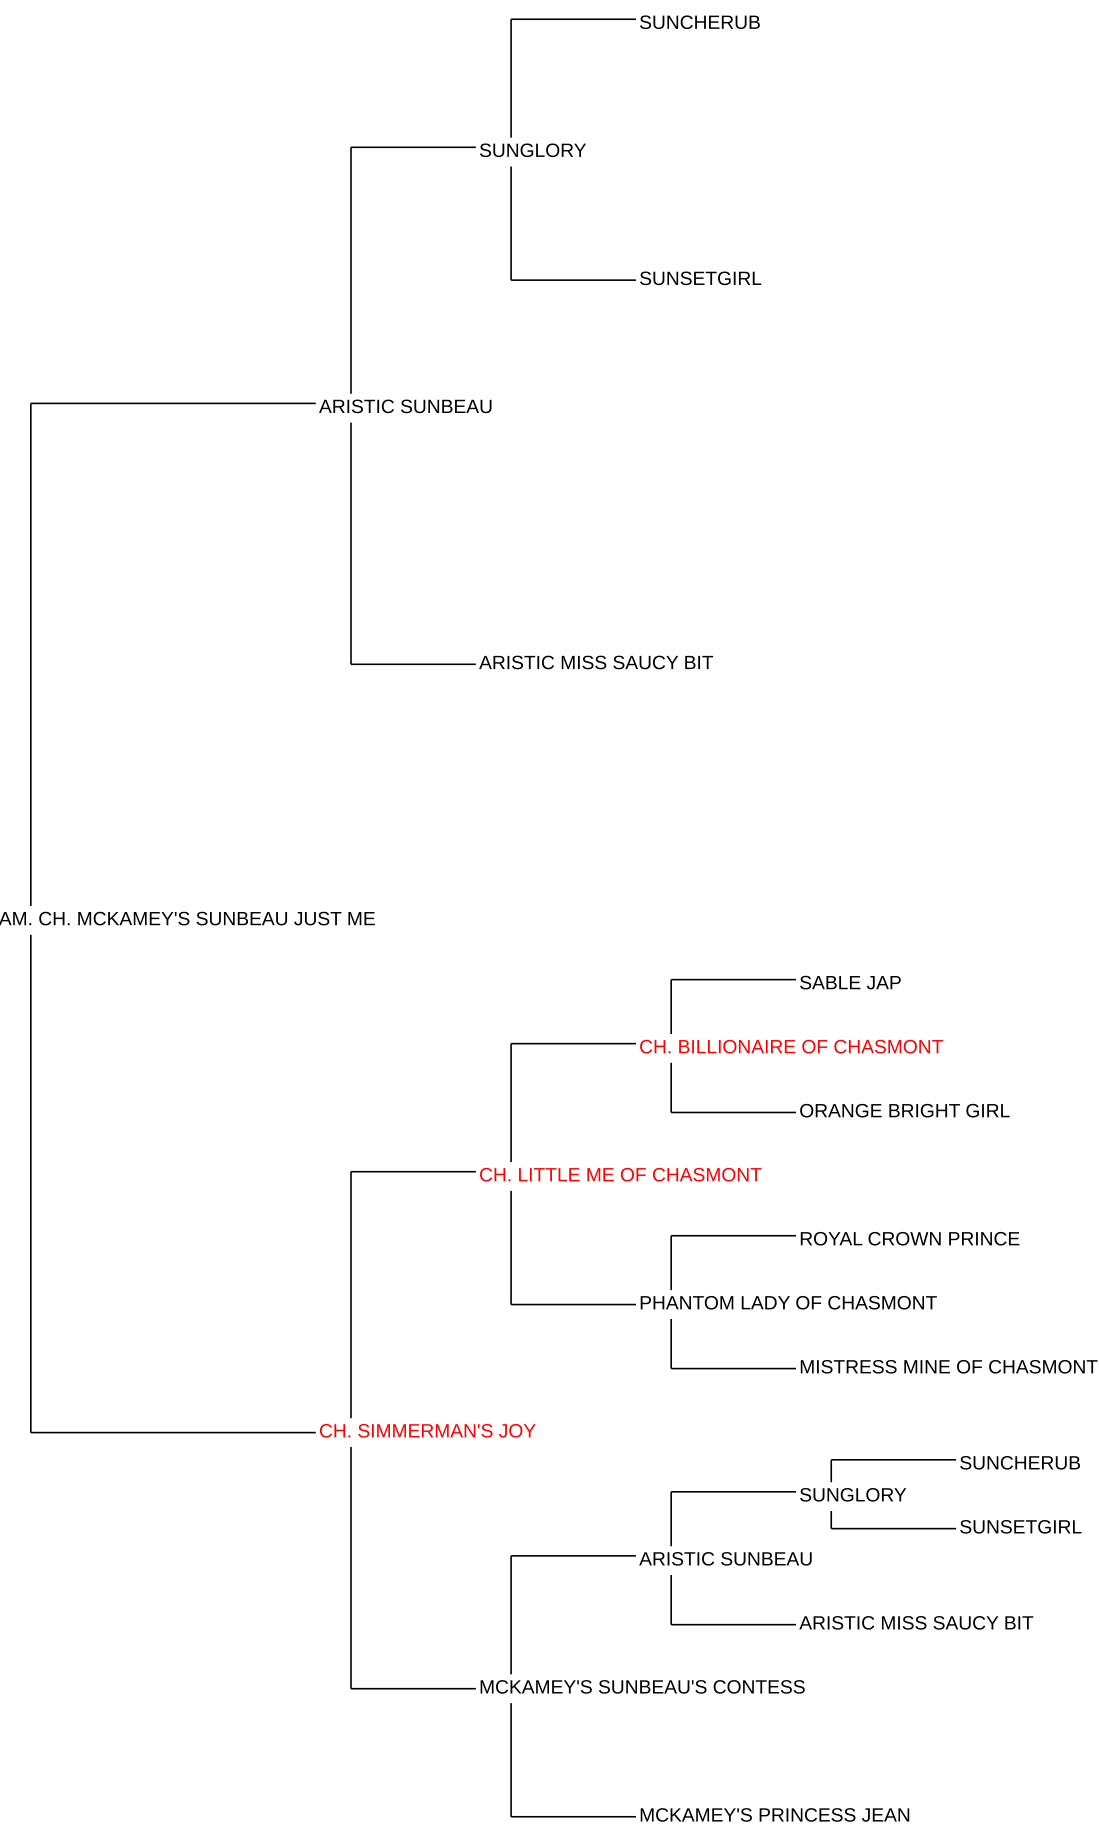 SUNCHERUB
SUNGLORY
SUNSETGIRL
ARISTIC SUNBEAU
ARISTIC MISS SAUCY BIT
AM. CH. MCKAMEY'S SUNBEAU JUST ME
SABLE JAP
CH. BILLIONAIRE OF CHASMONT
ORANGE BRIGHT GIRL
CH. LITTLE ME OF CHASMONT
ROYAL CROWN PRINCE
PHANTOM LADY OF CHASMONT
MISTRESS MINE OF CHASMONT
CH. SIMMERMAN'S JOY
SUNCHERUB
SUNGLORY
SUNSETGIRL
ARISTIC SUNBEAU
ARISTIC MISS SAUCY BIT
MCKAMEY'S SUNBEAU'S CONTESS
MCKAMEY'S PRINCESS JEAN